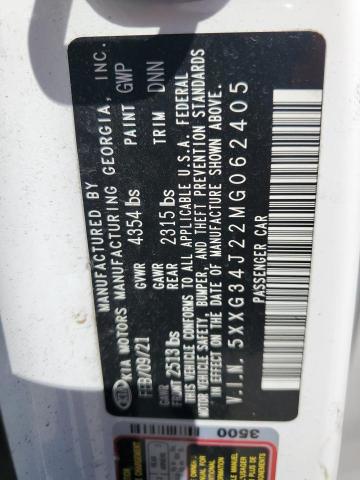 MANUFACTURED BY
KIA MOTORS MANUFACTURING GEORGIA, INC.
FEB/09/21 GVWR 4354 lbs PAINT GWP
GAWR FRONT 2513 lbs GAWR REAR 2315 lbs TRIM DNN
THIS VEHICLE CONFORMS TO ALL APPLICABLE U.S.A. FEDERAL
MOTOR VEHICLE SAFETY, BUMPER, AND THEFT PREVENTION STANDARDS
IN EFFECT ON THE DATE OF MANUFACTURE SHOWN ABOVE.
V.I.N. 5XXG34J22MG062405
PASSENGER CAR
3500